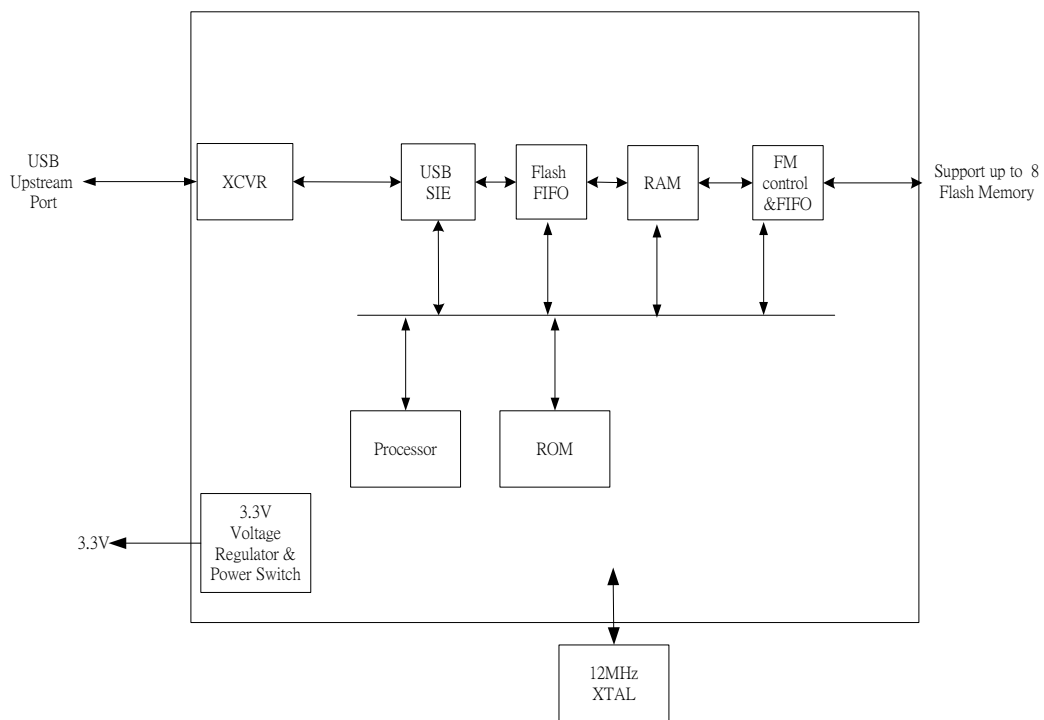 USB
Upstream
Port
XCVR
USB
SIE
Flash
FIFO
RAM
FM
control
&FIFO
Support up to 8
Flash Memory
Processor
ROM
3.3V
3.3V
Voltage
Regulator &
Power Switch
12MHz
XTAL